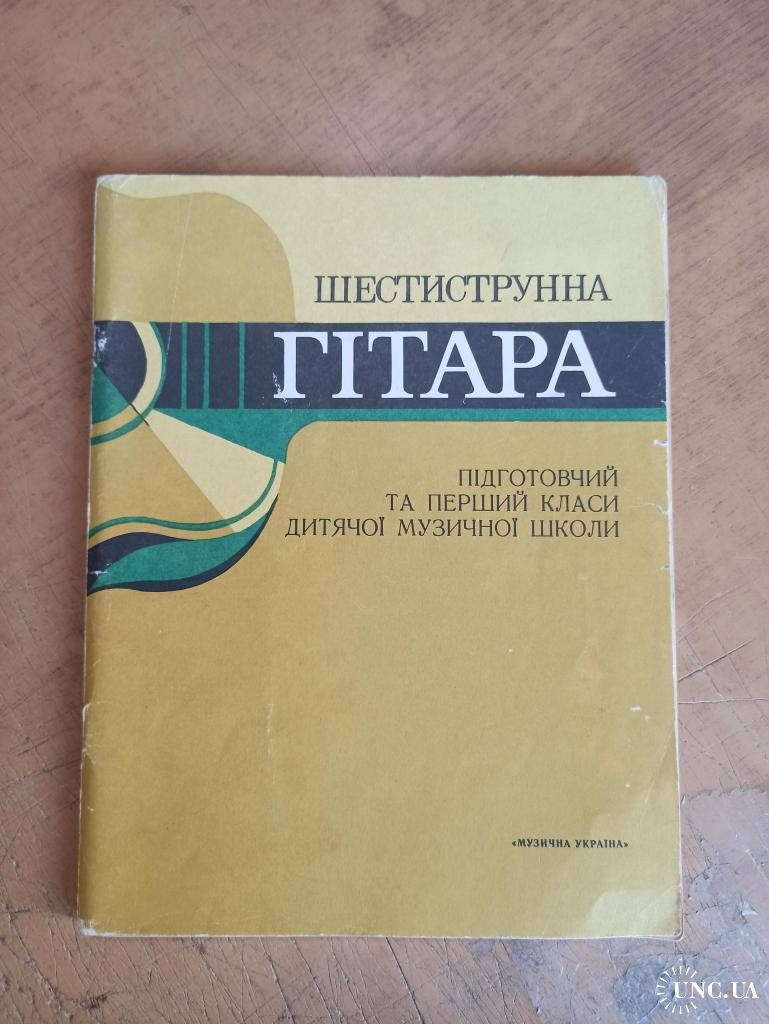 ШЕСТИСТРУННА
ГІТАРА
ПІДГОТОВЧИЙ
ТА ПЕРШИЙ КЛАСИ
ДИТЯЧОЇ МУЗИЧНОЇ ШКОЛИ
«МУЗИЧНА УКРАЇНА»
UNC.UA